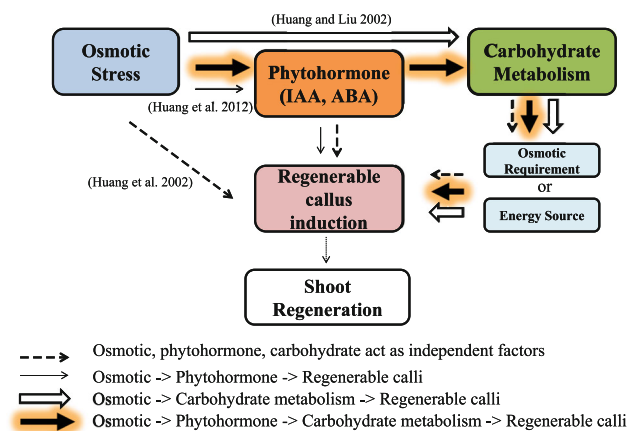 (Huang and Liu 2002)
Osmotic
Stress
Phytohormone
(IAA, ABA)
Carbohydrate
Metabolism
(Huang et al. 2012)
(Huang et al. 2002)
Regenerable
callus
induction
Osmotic
Requirement
or
Energy Source
Shoot
Regeneration
Osmotic, phytohormone, carbohydrate act as independent factors
Osmotic -> Phytohormone -> Regenerable calli
Osmotic -> Carbohydrate metabolism -> Regenerable calli
Osmotic -> Phytohormone -> Carbohydrate metabolism -> Regenerable calli